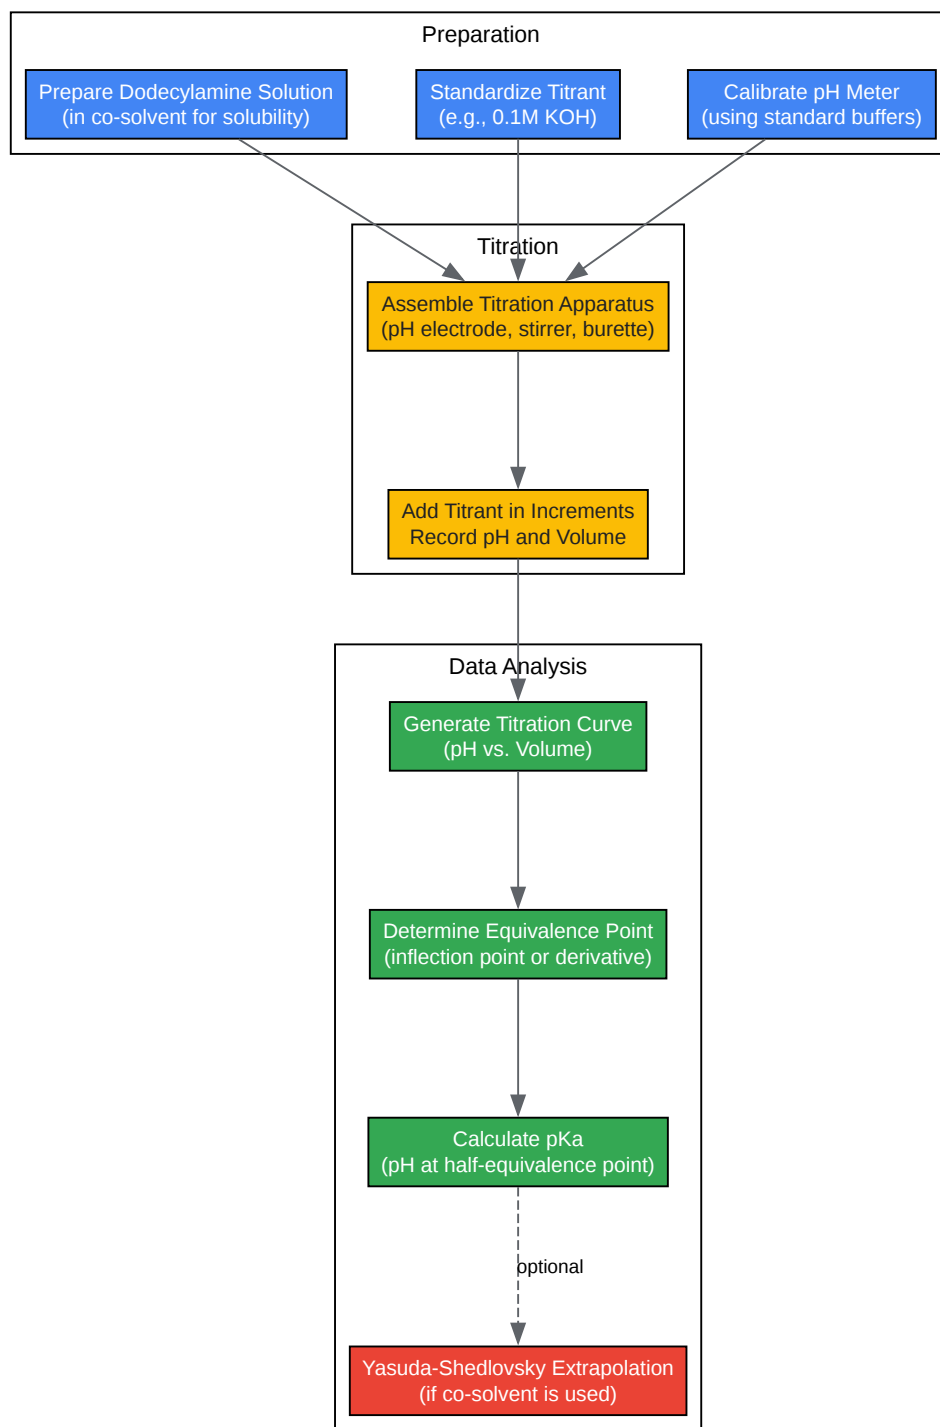 Preparation
Prepare Dodecylamine Solution
(in co-solvent for solubility)
Standardize Titrant
(e.g., 0.1M KOH)
Calibrate pH Meter
(using standard buffers)
Titration
Assemble Titration Apparatus
(pH electrode, stirrer, burette)
Add Titrant in Increments
Record pH and Volume
Data Analysis
Generate Titration Curve
(pH vs. Volume)
Determine Equivalence Point
(inflection point or derivative)
Calculate pKa
(pH at half-equivalence point)
optional
Yasuda-Shedlovsky Extrapolation
(if co-solvent is used)